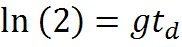 ln (2) = gt_d